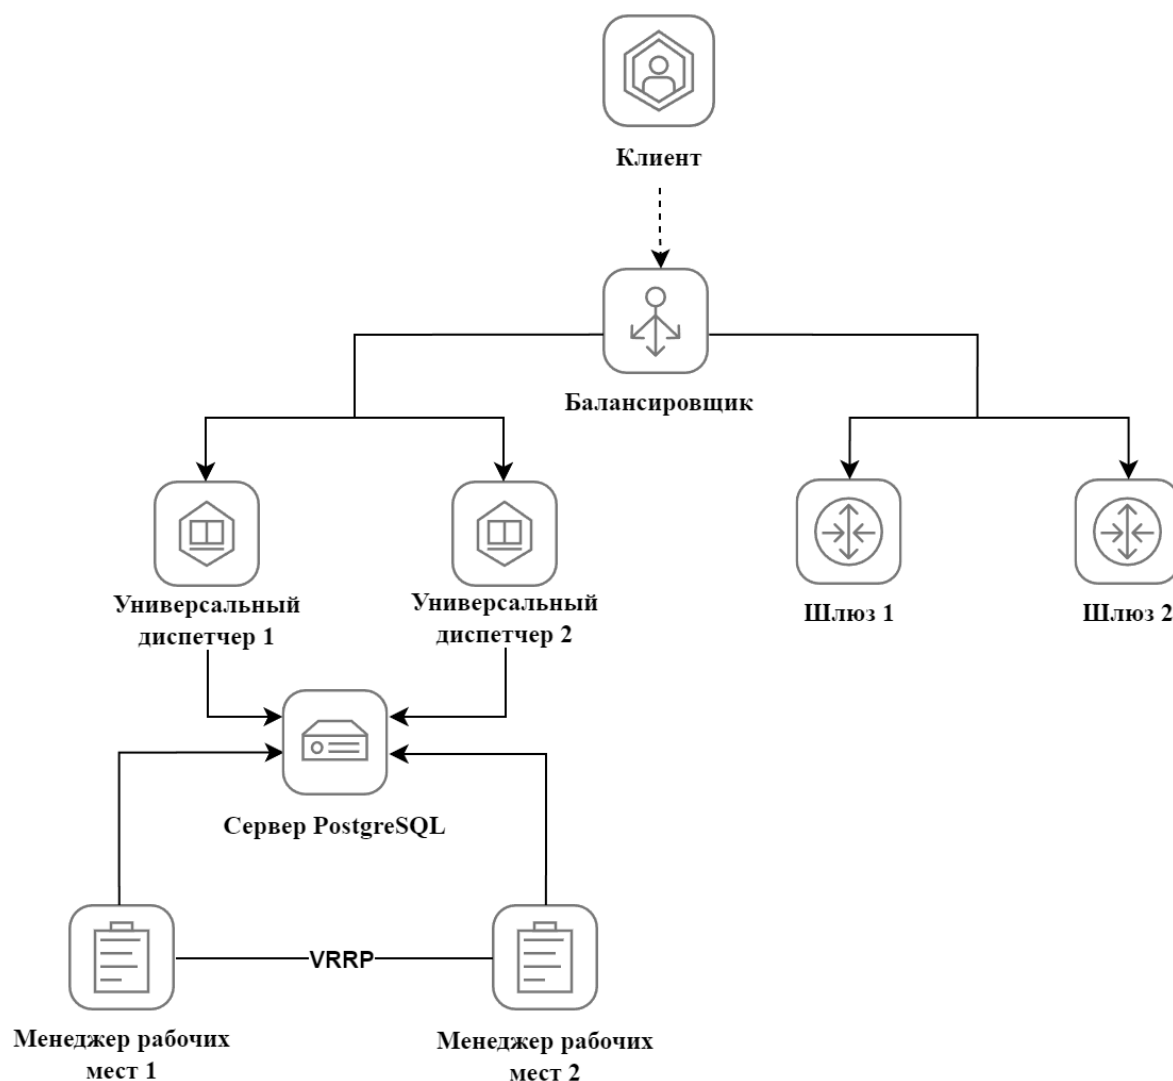 Клиент
Балансировщик
Универсальный
диспетчер 1
Универсальный
диспетчер 2
Шлюз 1
Шлюз 2
Сервер PostgreSQL
VRRP
Менеджер рабочих
мест 1
Менеджер рабочих
мест 2